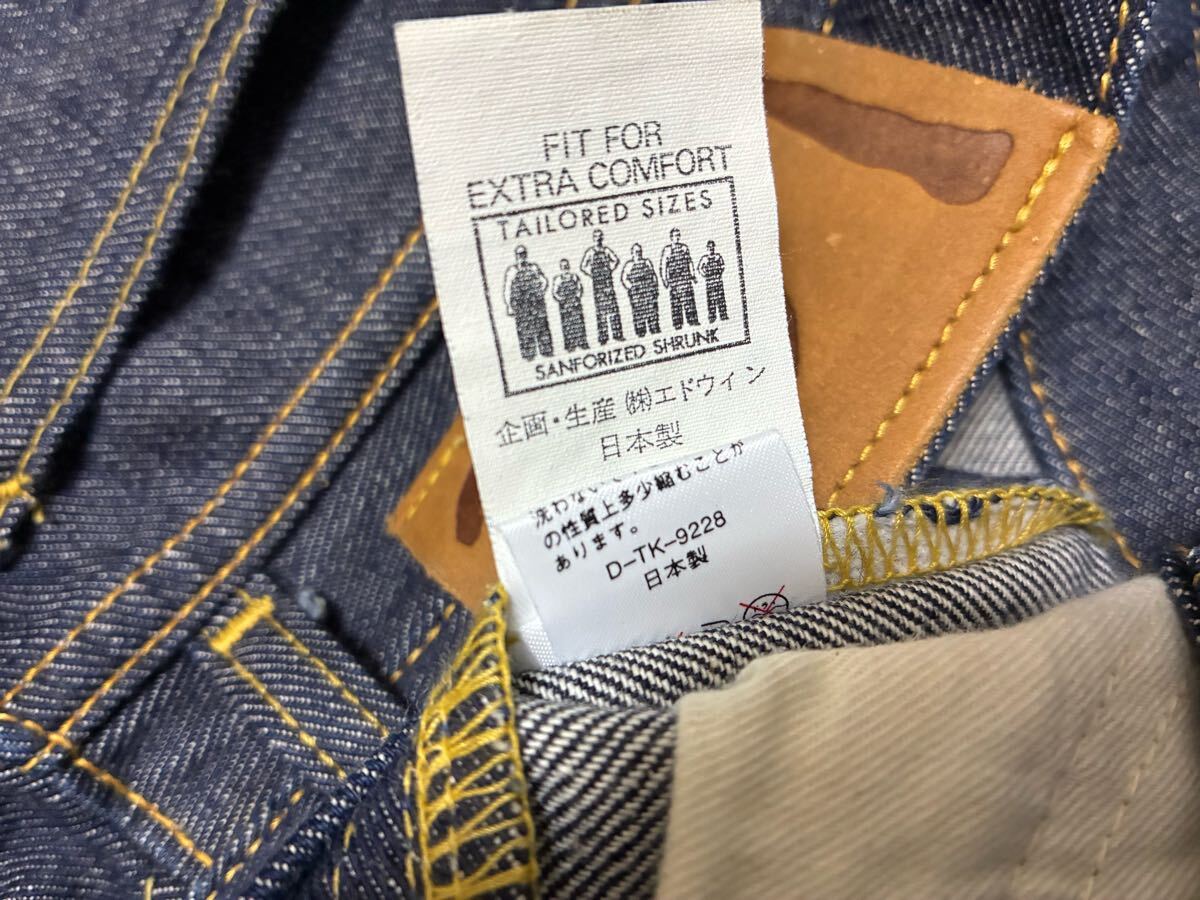 FIT FOR
EXTRA COMFORT
TAILORED SIZES
SANFORIZED SHRUNK
企画・生産 ㈱エドウィン
日本製
洗わない
の性質上多少縮むことが
あります。
D-TK-9228
日本製